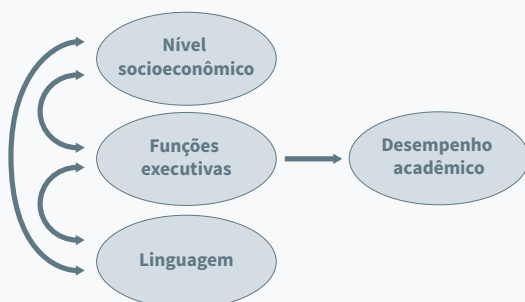 Nível
socioeconômico
Funções
executivas
Desempenho
acadêmico
Linguagem